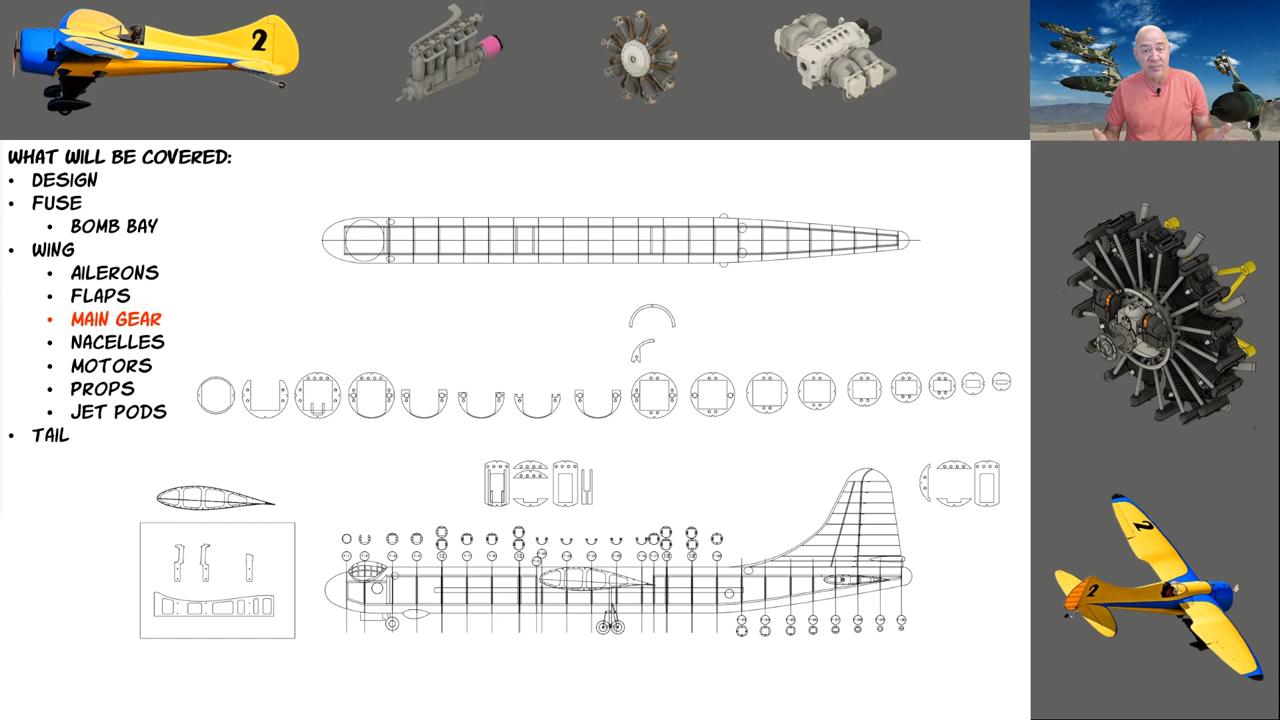 2
WHAT WILL BE COVERED:
• DESIGN
• FUSE
• BOMB BAY
• WING
• AILERONS
• FLAPS
• MAIN GEAR
• NACELLES
• MOTORS
• PROPS
• JET PODS
• TAIL
2
2